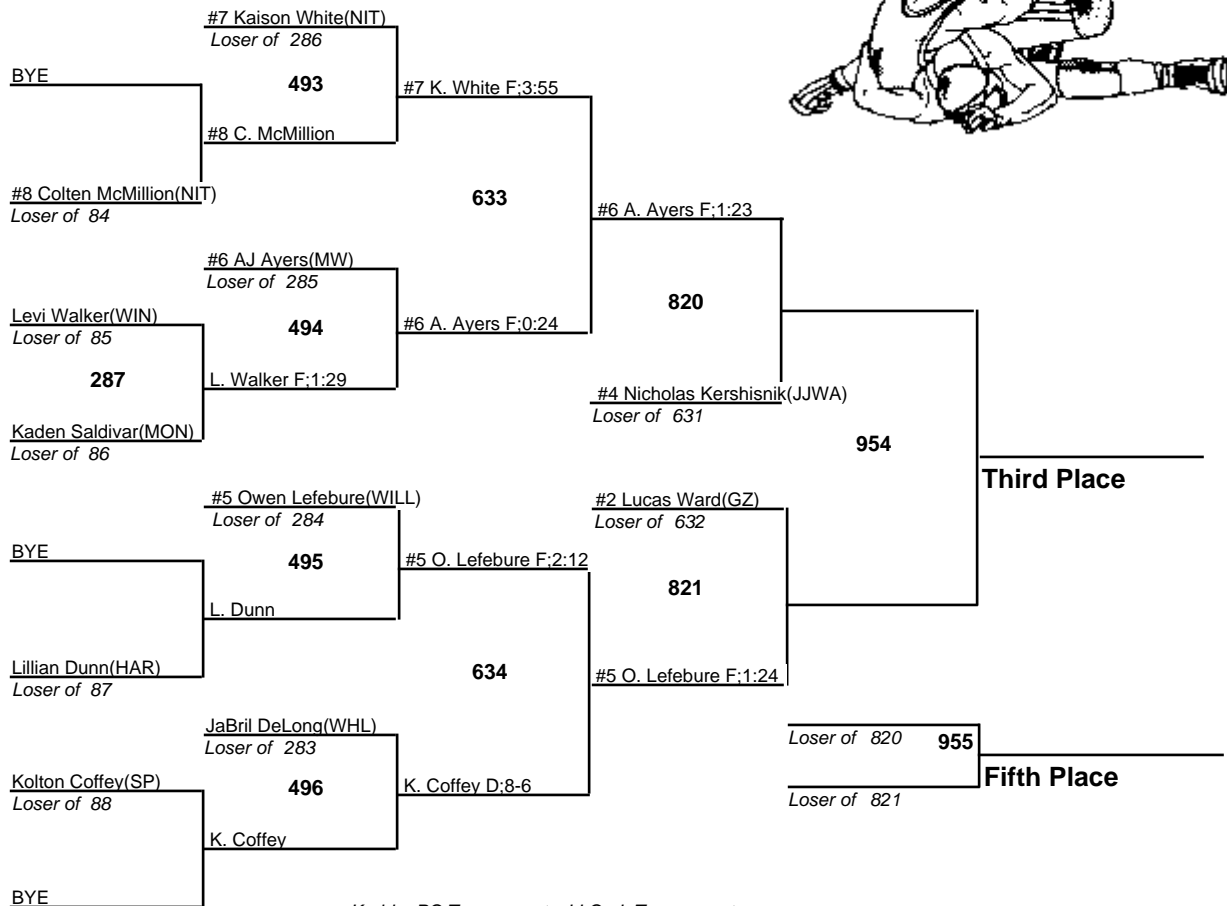 #7 Kaison White(NIT)
Loser of 286
BYE
493
#7 K. White F;3:55
#8 C. McMillion
#8 Colten McMillion(NIT)
Loser of 84
633
#6 A. Ayers F;1:23
#6 AJ Ayers(MW)
Loser of 285
820
Levi Walker(WIN)
Loser of 85
494
#6 A. Ayers F;0:24
287
L. Walker F;1:29
#4 Nicholas Kershisnik(JJWA)
Loser of 631
Kaden Saldivar(MON)
Loser of 86
954
Third Place
#5 Owen Lefebure(WILL)
Loser of 284
#2 Lucas Ward(GZ)
Loser of 632
BYE
495
#5 O. Lefebure F;2:12
821
L. Dunn
Lillian Dunn(HAR)
Loser of 87
634
#5 O. Lefebure F;1:24
JaBril DeLong(WHL)
Loser of 283
Loser of 820
955
Kolton Coffey(SP)
Loser of 88
496
K. Coffey D;8-6
Fifth Place
Loser of 821
K. Coffey
BYE